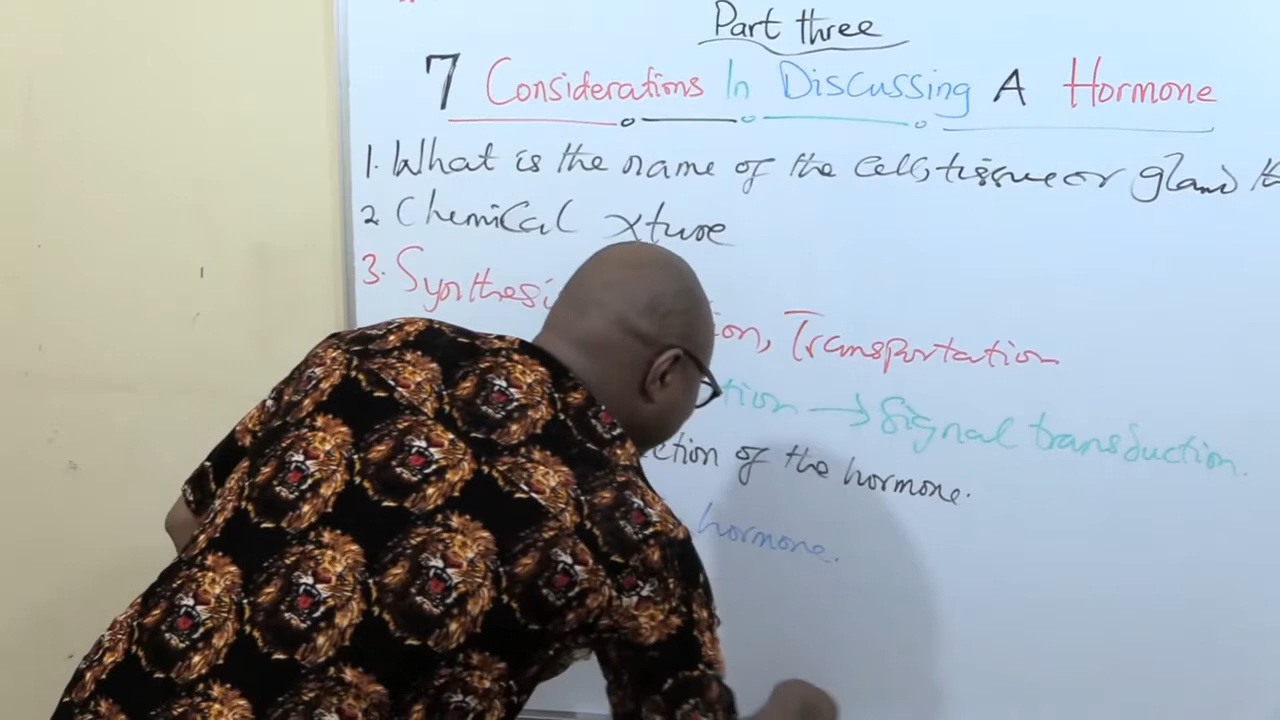 Part three
7 Considerations In Discussing A Hormone
1. What is the name of the Cell, tissue or gland
2 Chemical xture
3. Synthesi ion, Transportation
tion → Signal transduction.
ction of the hormone.
hormone.